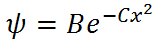 ψ = Be^{-Cx^2}